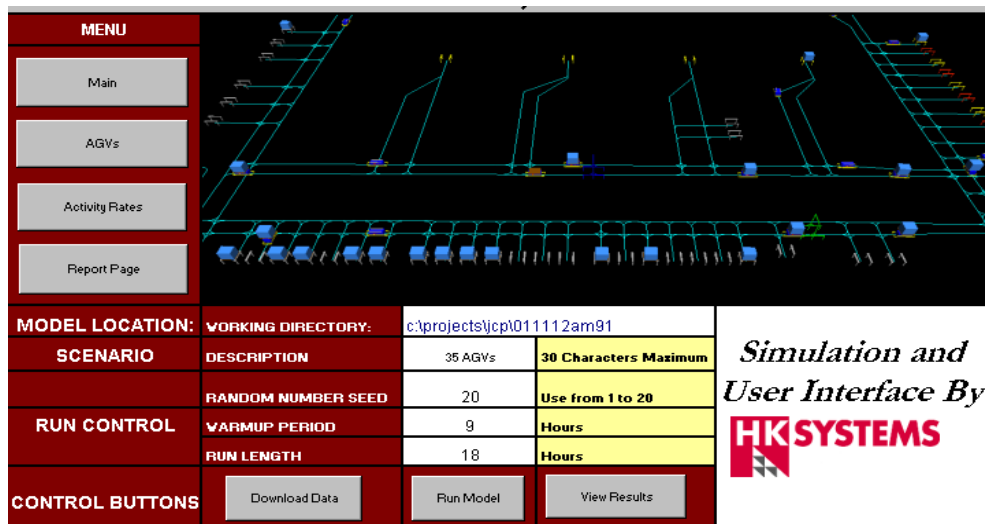 MENU
Main
AGVs
Activity Rates
Report Page
MODEL LOCATION: WORKING DIRECTORY: c:\projects\jcp\011112am91
SCENARIO DESCRIPTION 35 AGVs 30 Characters Maximum
RANDOM NUMBER SEED 20 Use from 1 to 20
RUN CONTROL WARMUP PERIOD 9 Hours
RUN LENGTH 18 Hours
CONTROL BUTTONS Download Data Run Model View Results
Simulation and
User Interface By
HK SYSTEMS